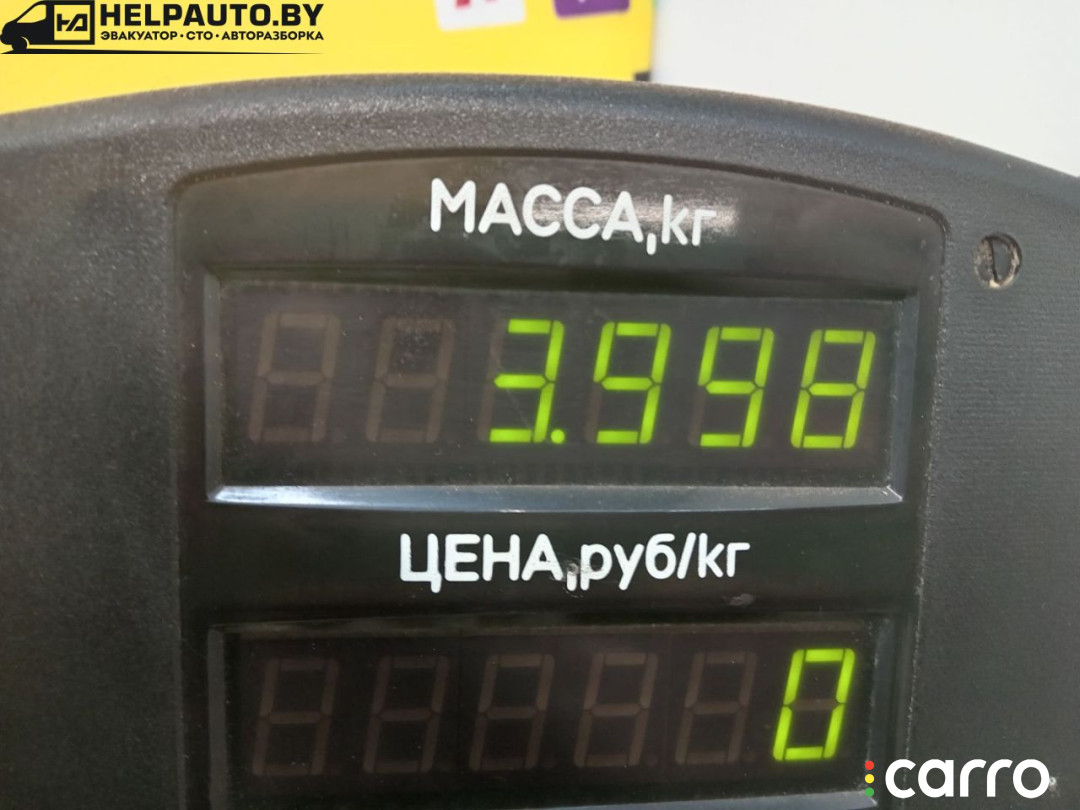 HELPAUTO.BY
ЭВАКУАТОР • СТО • АВТОРАЗБОРКА
МАССА,кг
3.998
ЦЕНА,руб/кг
0
carro